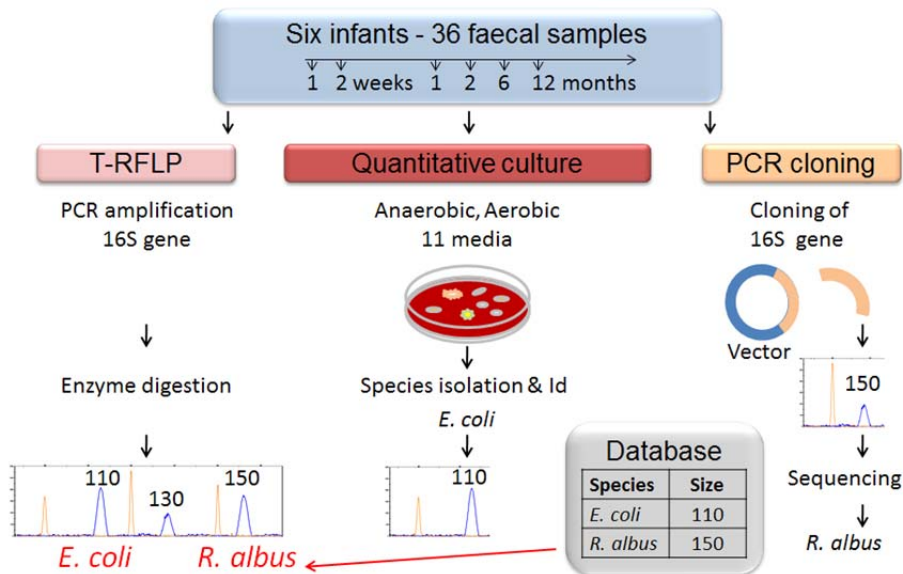 Six infants - 36 faecal samples
1 2 weeks 1 2 6 12 months
T-RFLP
PCR amplification
16S gene
Enzyme digestion
110 130 150
E. coli R. albus
Quantitative culture
Anaerobic, Aerobic
11 media
Species isolation & Id
E. coli
110
Database
Species Size
E. coli 110
R. albus 150
PCR cloning
Cloning of
16S gene
Vector
150
Sequencing
R. albus